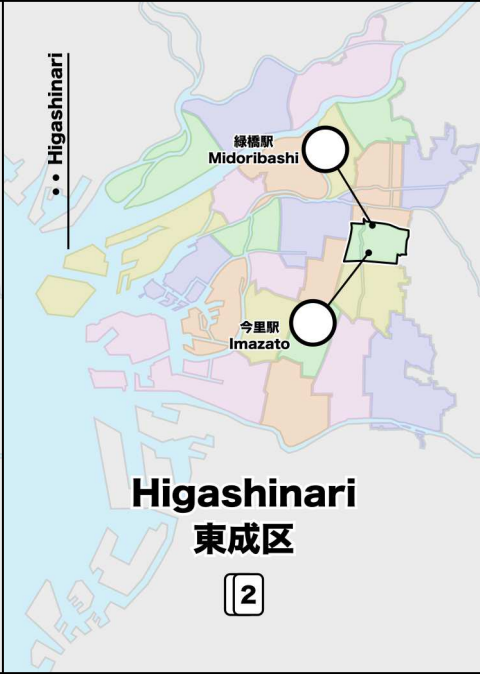 •• Higashinari
緑橋駅
Midoribashi
今里駅
Imazato
Higashinari
東成区
2